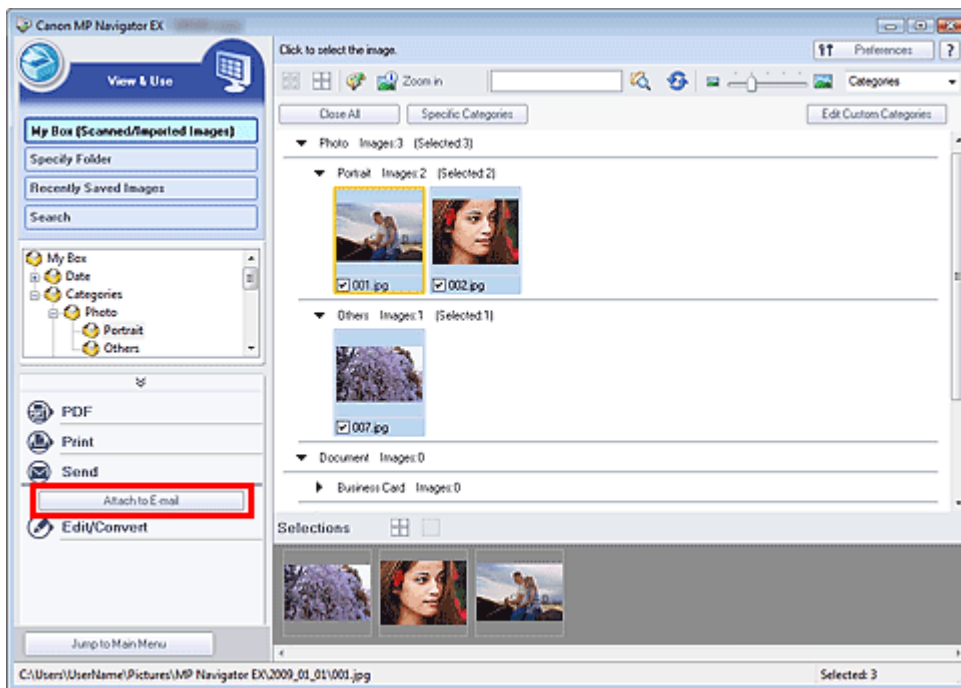 Canon MP Navigator EX
View & Use
My Box (Scanned/Imported Images)
Specify Folder
Recently Saved Images
Search
My Box
Date
Categories
Photo
Portrait
Others
PDF
Print
Send
Attach to E-mail
Edit/Convert
Jump to Main Menu
Click to select the image.
Preferences
?
Zoom in
Categories
Close All
Specific Categories
Edit Custom Categories
Photo Images:3 (Selected:3)
Portrait Images:2 (Selected:2)
001.jpg
002.jpg
Others Images:1 (Selected:1)
007.jpg
Document Images:0
Business Card Images:0
Selections
C:\Users\UserName\Pictures\MP Navigator EX\2009_01_01\001.jpg
Selected: 3